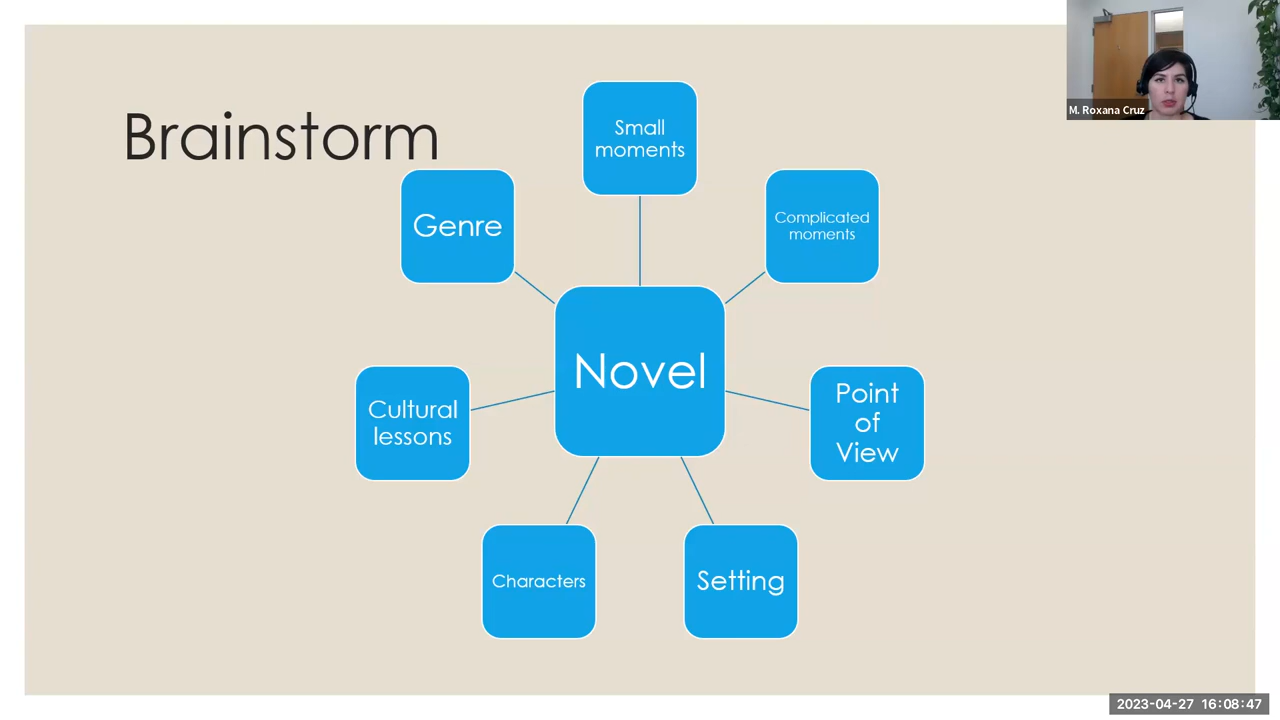 Brainstorm
Small
moments
Complicated
moments
Point
of
View
Setting
Characters
Cultural
lessons
Genre
Novel
M. Roxana Cruz
2023-04-27 16:08:47